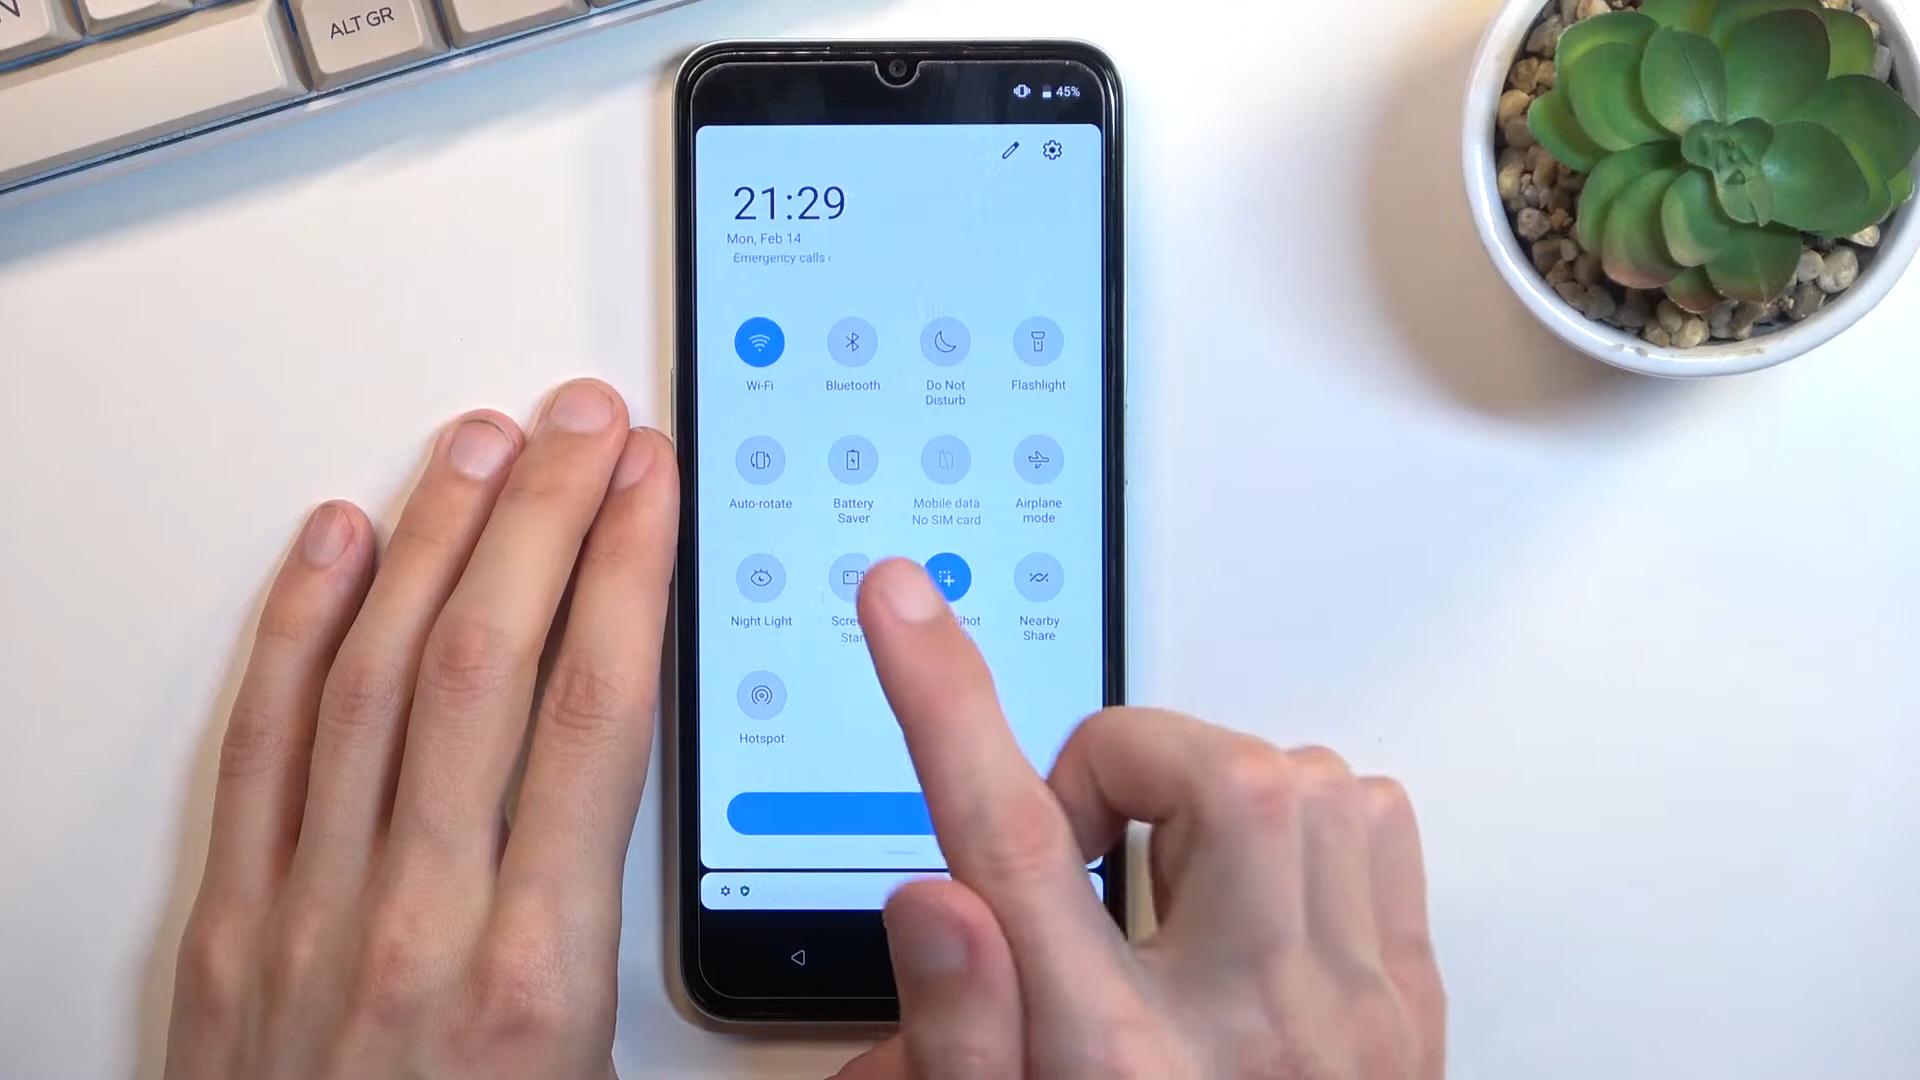 ALT GR
45%
21:29
Mon, Feb 14
Emergency calls
Wi-Fi
Bluetooth
Do Not
Disturb
Flashlight
Auto-rotate
Battery
Saver
Mobile data
No SIM card
Airplane
mode
Night Light
Nearby
Share
Hotspot